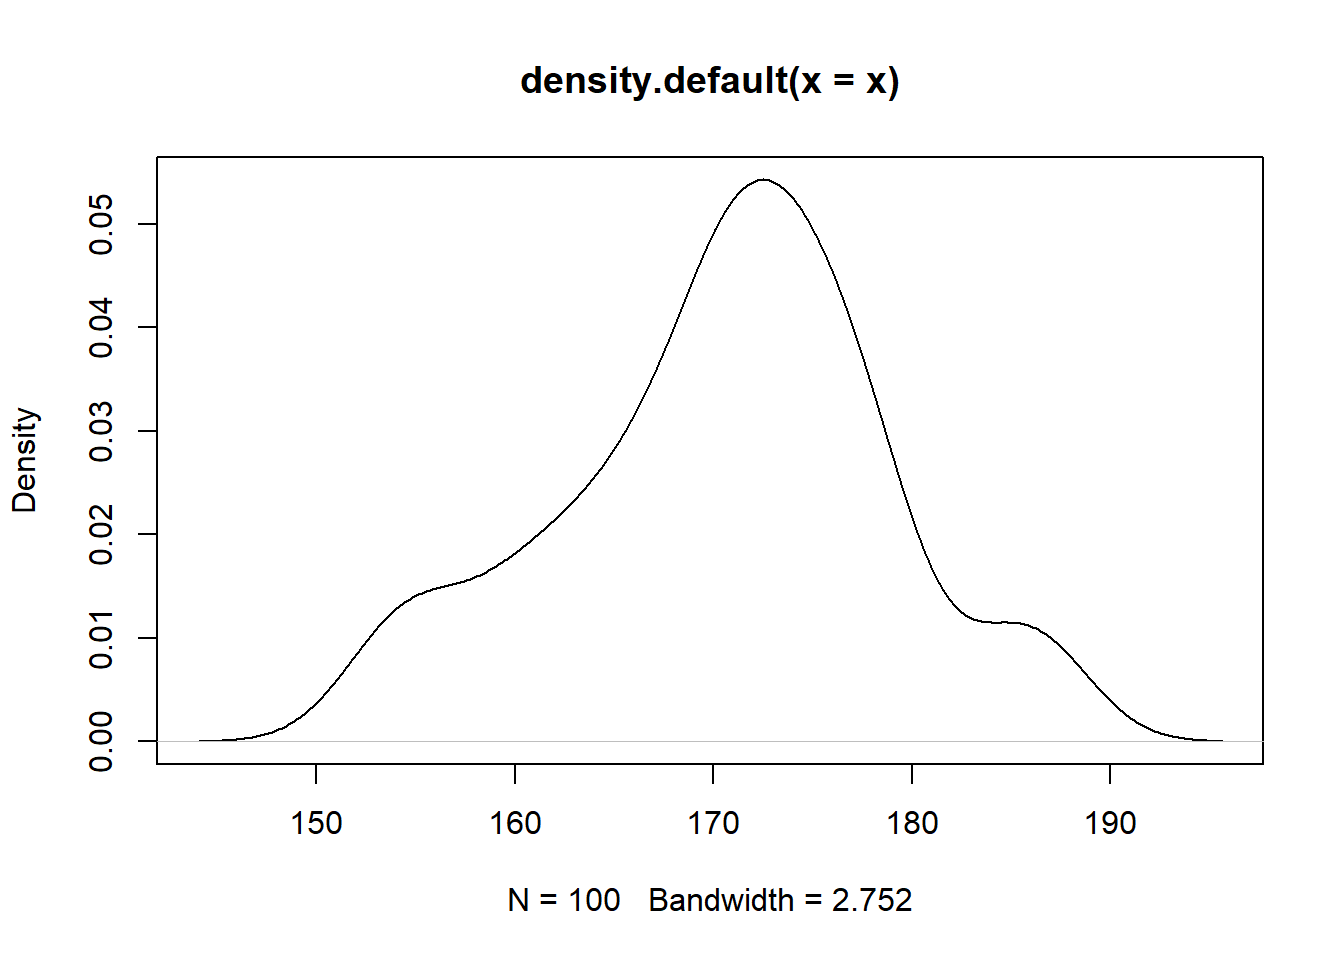 density.default(x = x)
Density
0.00 0.01 0.02 0.03 0.04 0.05
150 160 170 180 190
N = 100 Bandwidth = 2.752